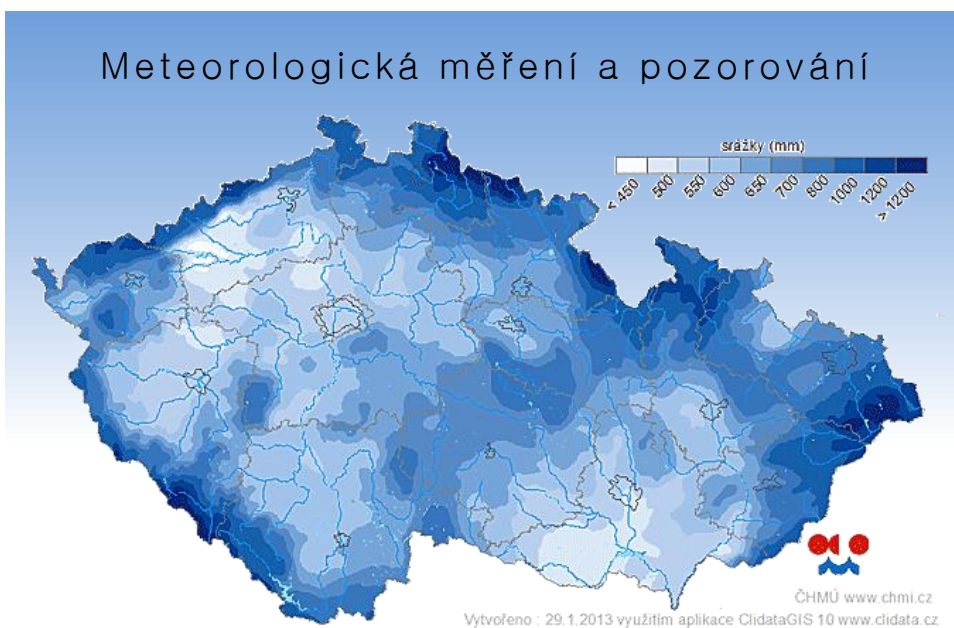 Meteorologická měření a pozorování
srážky (mm)
< 450 500 550 600 650 700 800 1000 1200 > 1200
ČHMÚ www.chmi.cz
Vytvořeno : 29.1.2013 využitím aplikace ClidataGIS 10 www.clidata.cz